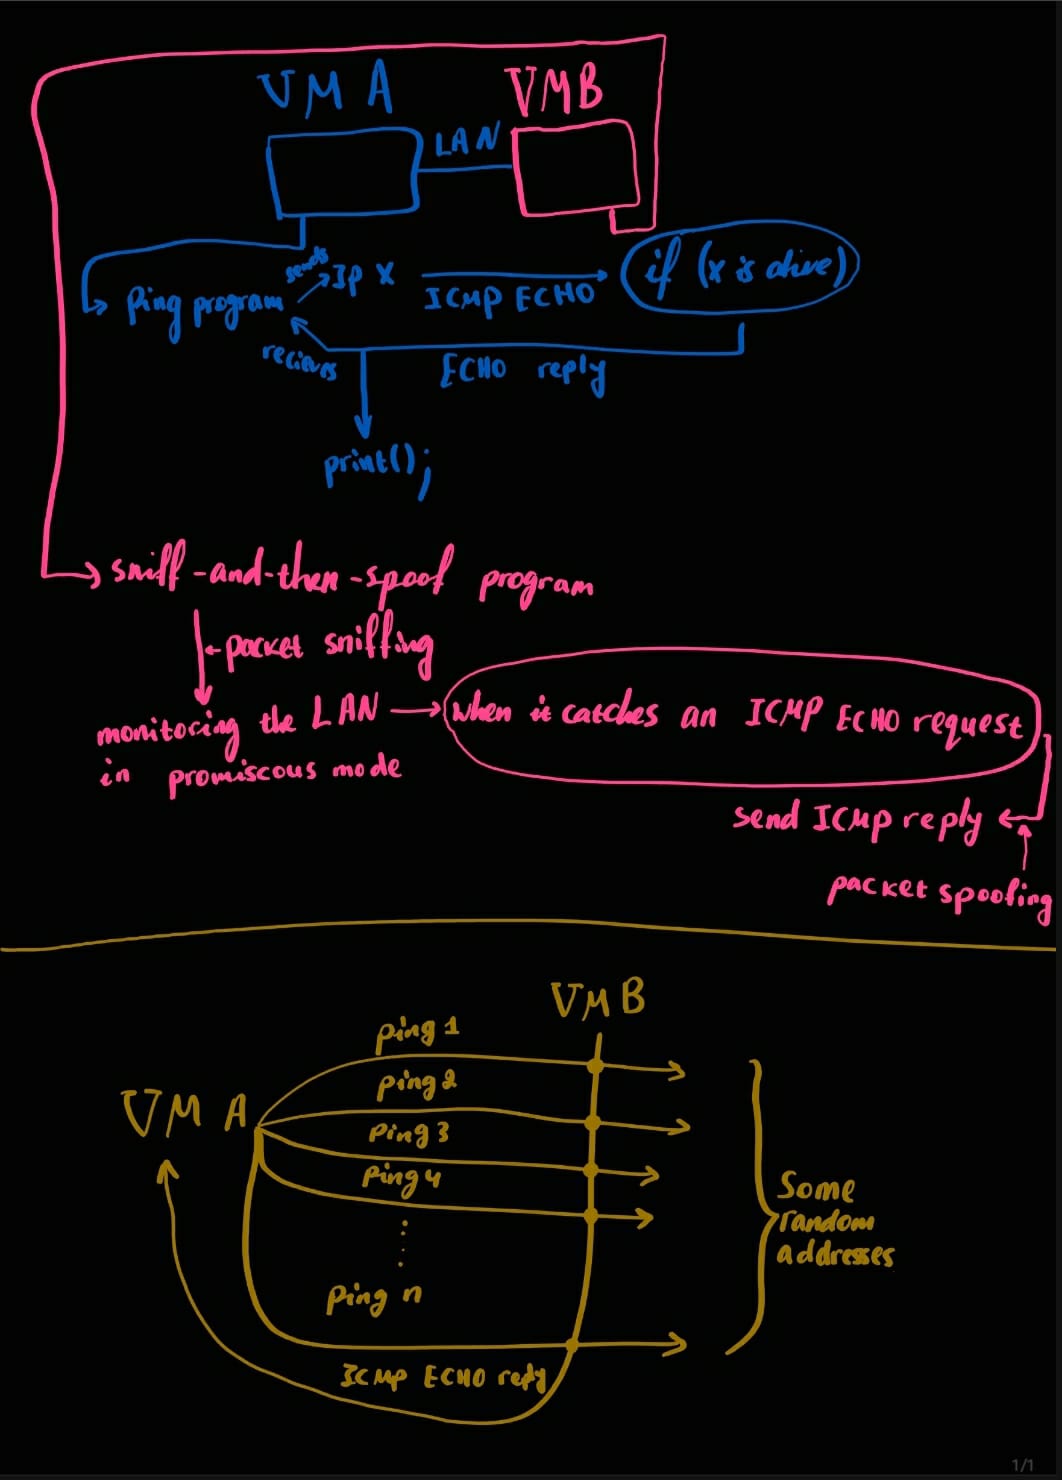 VM A
VM B
LAN
sends
IP X
if (x is alive)
Ping program
ICMP ECHO
recieves
ECHO reply
print();
sniff-and-then-spoof program
packet sniffing
monitoring the LAN
in promiscous mode
when it catches an ICMP ECHO request
send ICMP reply
packet spoofing
VM B
ping 1
ping 2
VM A
ping 3
ping 4
Some
random
addresses
Ping n
ICMP ECHO reply
1/1